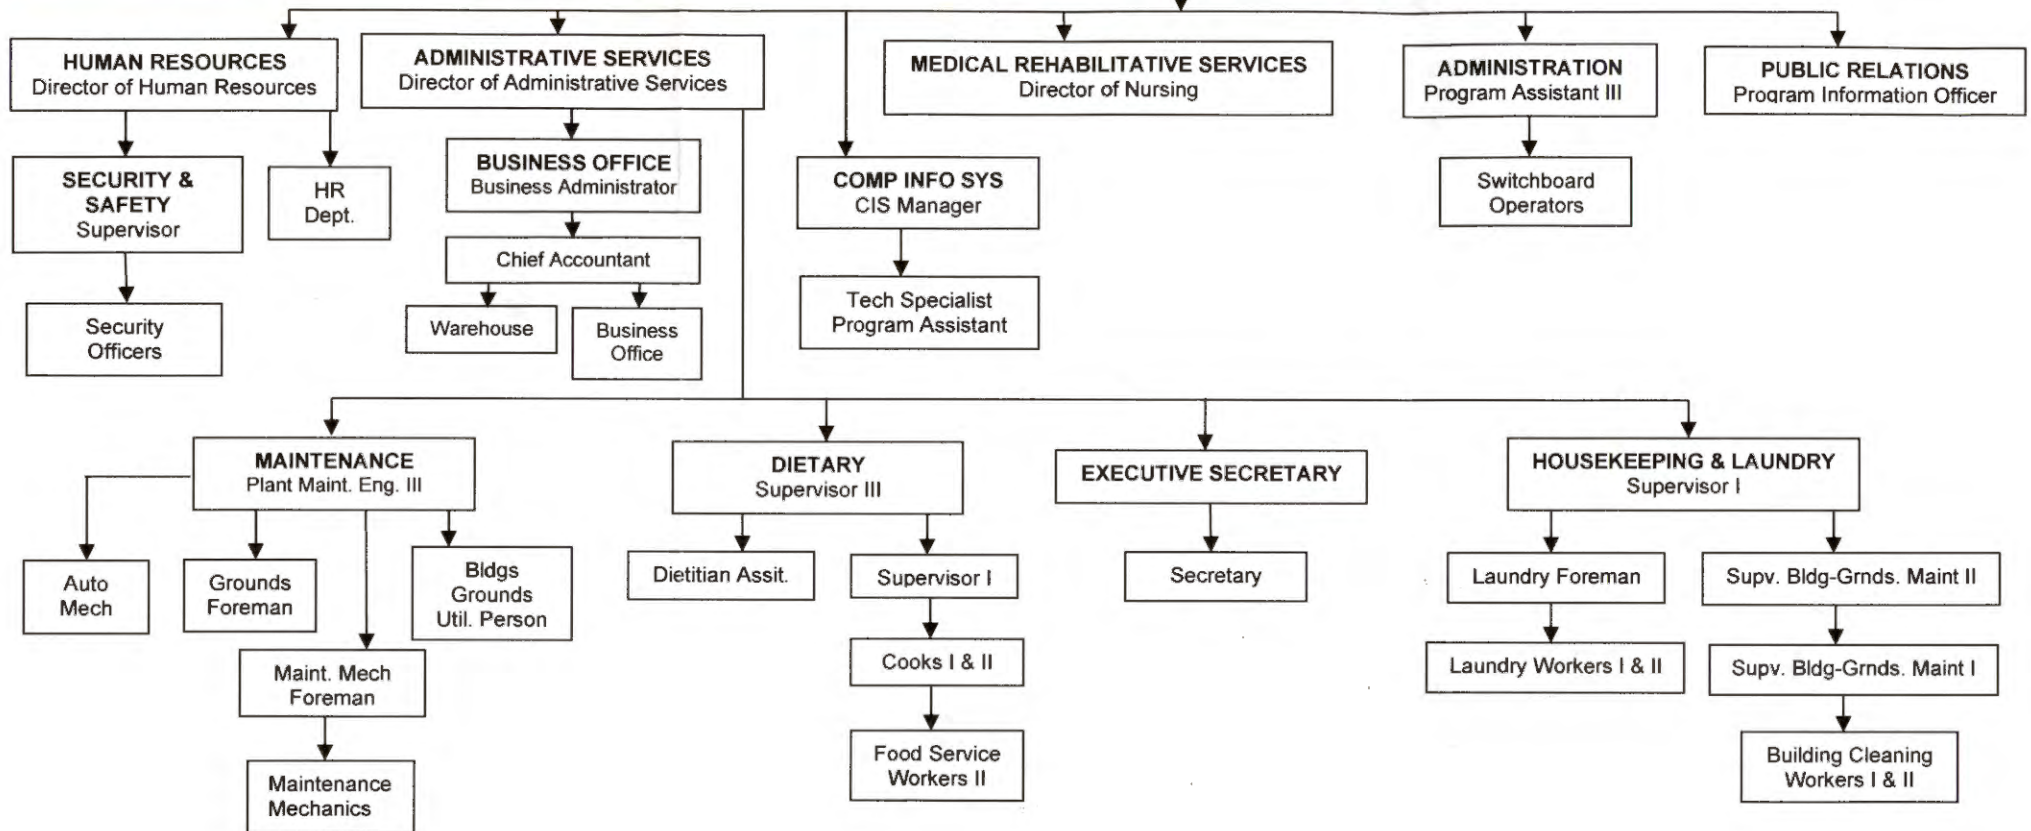 HUMAN RESOURCES
Director of Human Resources
ADMINISTRATIVE SERVICES
Director of Administrative Services
MEDICAL REHABILITATIVE SERVICES
Director of Nursing
ADMINISTRATION
Program Assistant III
PUBLIC RELATIONS
Program Information Officer
SECURITY &
SAFETY
Supervisor
HR
Dept.
BUSINESS OFFICE
Business Administrator
COMP INFO SYS
CIS Manager
Switchboard
Operators
Chief Accountant
Security
Officers
Warehouse
Business
Office
Tech Specialist
Program Assistant
MAINTENANCE
Plant Maint. Eng. III
DIETARY
Supervisor III
EXECUTIVE SECRETARY
HOUSEKEEPING & LAUNDRY
Supervisor I
Auto
Mech
Grounds
Foreman
Bldgs
Grounds
Util. Person
Dietitian Assit.
Supervisor I
Secretary
Laundry Foreman
Supv. Bldg-Grnds. Maint II
Maint. Mech
Foreman
Cooks I & II
Laundry Workers I & II
Supv. Bldg-Grnds. Maint I
Maintenance
Mechanics
Food Service
Workers II
Building Cleaning
Workers I & II